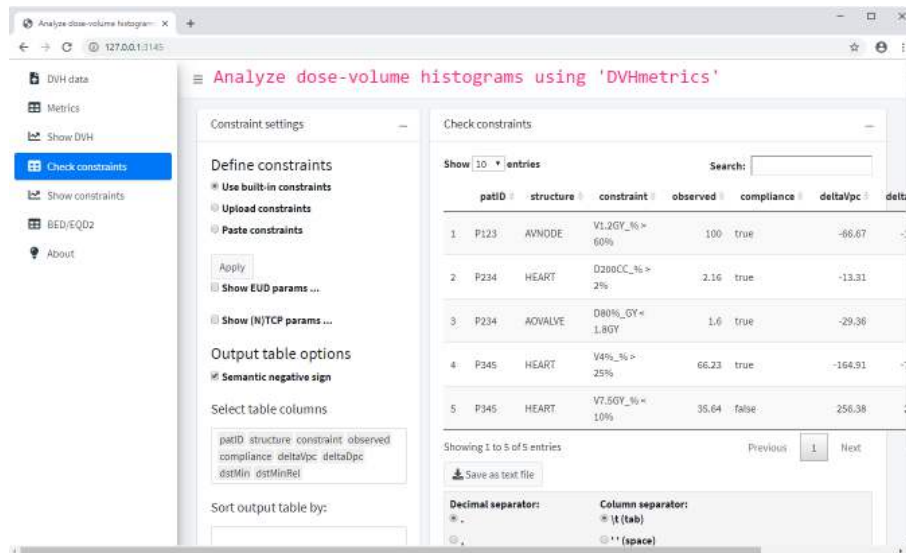 Analyze dose-volume histogram
127.0.0.1:3145
DVH data
Metrics
Show DVH
Check constraints
Show constraints
BED/EQD2
About
Analyze dose-volume histograms using 'DVHmetrics'
Constraint settings
Define constraints
Use built-in constraints
Upload constraints
Paste constraints
Apply
Show EUD params ...
Show (N)TCP params ...
Output table options
Semantic negative sign
Select table columns
patID structure constraint observed
compliance deltaVpc deltaDpc
dstMin dstMinRel
Sort output table by:
Check constraints
Show 10 entries
Search:
patID structure constraint observed compliance deltaVpc delta
1 P123 AVNODE V1.2GY_% > 60% 100 true -66.67
2 P234 HEART D200CC_% > 2% 2.16 true -13.31
3 P234 AOVALVE D80%_GY < 1.8GY 1.6 true -29.36
4 P345 HEART V4%_% > 25% 66.23 true -164.91
5 P345 HEART V7.5GY_% < 10% 35.64 false 256.38
Showing 1 to 5 of 5 entries
Previous 1 Next
Save as text file
Decimal separator:
.
,
Column separator:
\t (tab)
' ' (space)